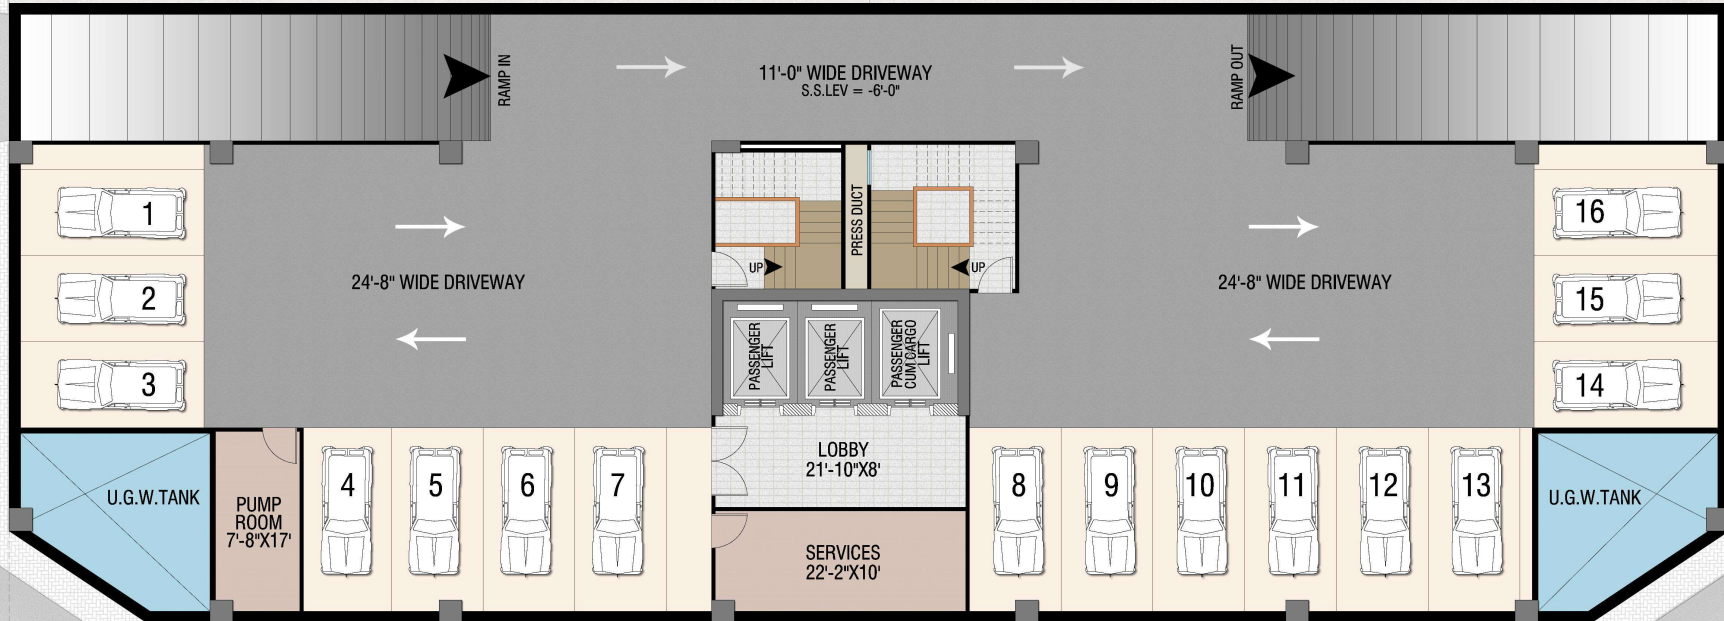 RAMP IN
11'-0" WIDE DRIVEWAY
S.S.LEV = -6'-0"
RAMP OUT
1
2
3
24'-8" WIDE DRIVEWAY
UP
PRESS DUCT
UP
24'-8" WIDE DRIVEWAY
16
15
14
PASSENGER
LIFT
PASSENGER
LIFT
PASSENGER
CUM CARGO
LIFT
U.G.W.TANK
PUMP
ROOM
7'-8"X17'
4
5
6
7
LOBBY
21'-10"X8'
SERVICES
22'-2"X10'
8
9
10
11
12
13
U.G.W.TANK